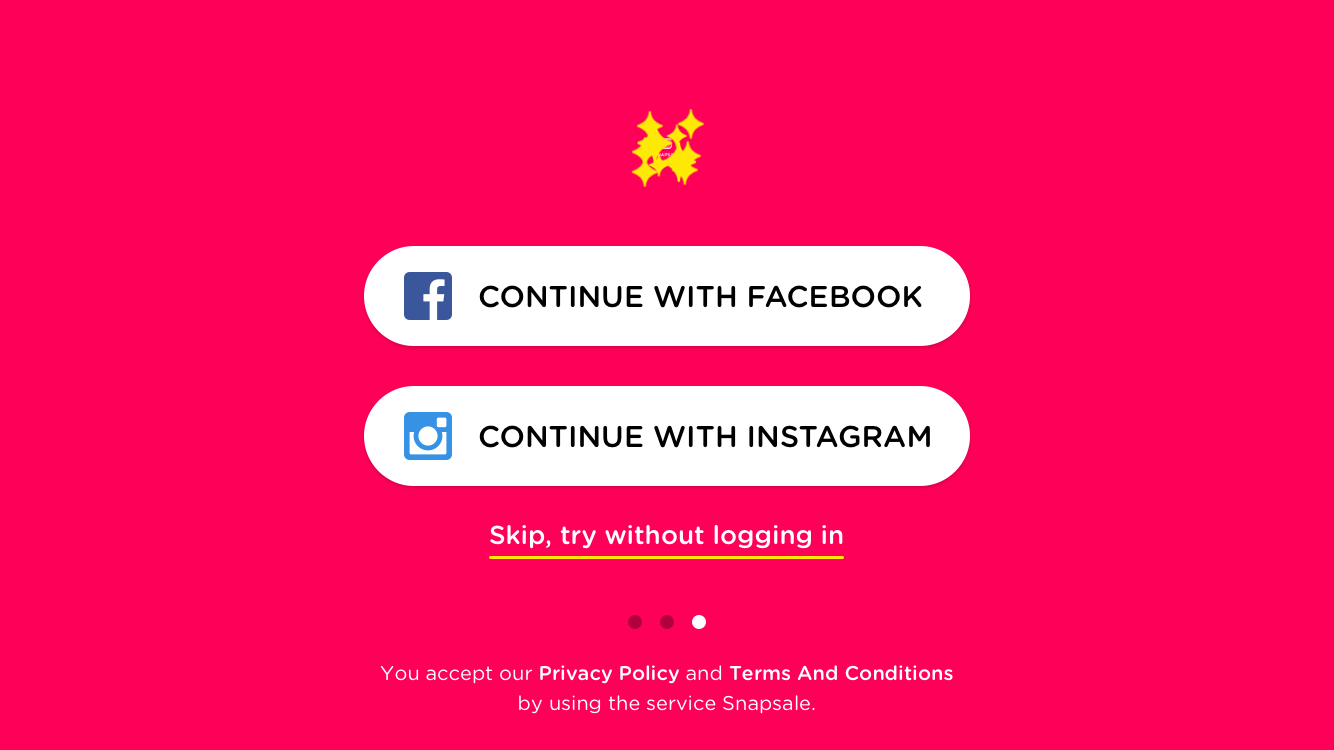 CONTINUE WITH FACEBOOK
CONTINUE WITH INSTAGRAM
Skip, try without logging in
You accept our Privacy Policy and Terms And Conditions
by using the service Snapsale.